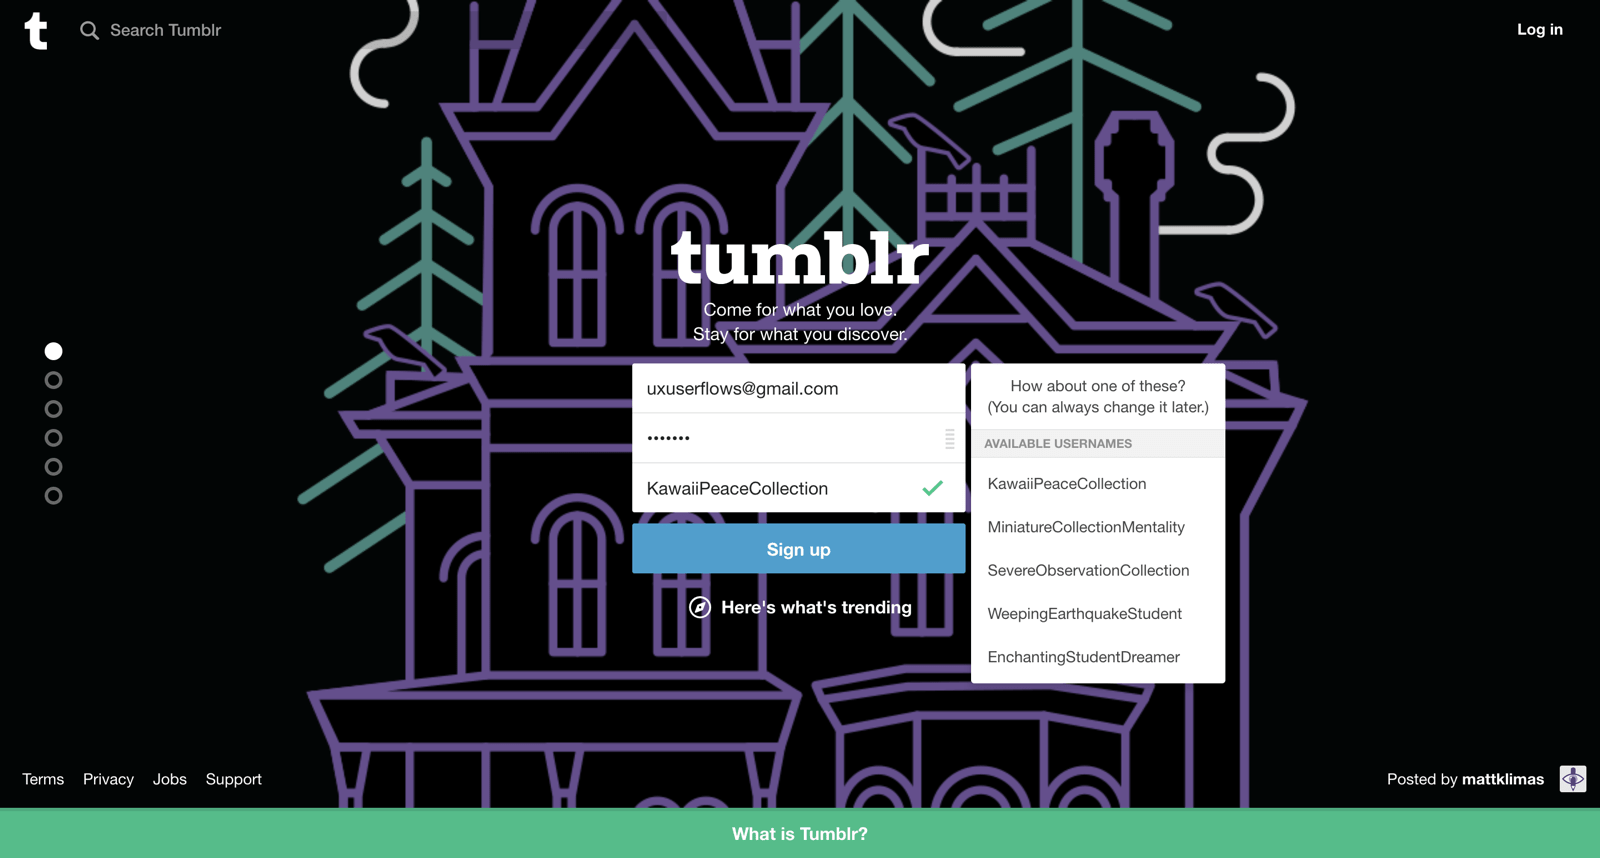 t
Search Tumblr
Log in
tumblr
Come for what you love.
Stay for what you discover.
uxuserflows@gmail.com
•••••••
KawaiiPeaceCollection
Sign up
Here's what's trending
How about one of these?
(You can always change it later.)
AVAILABLE USERNAMES
KawaiiPeaceCollection
MiniatureCollectionMentality
SevereObservationCollection
WeepingEarthquakeStudent
EnchantingStudentDreamer
Terms Privacy Jobs Support
Posted by mattklimas
What is Tumblr?